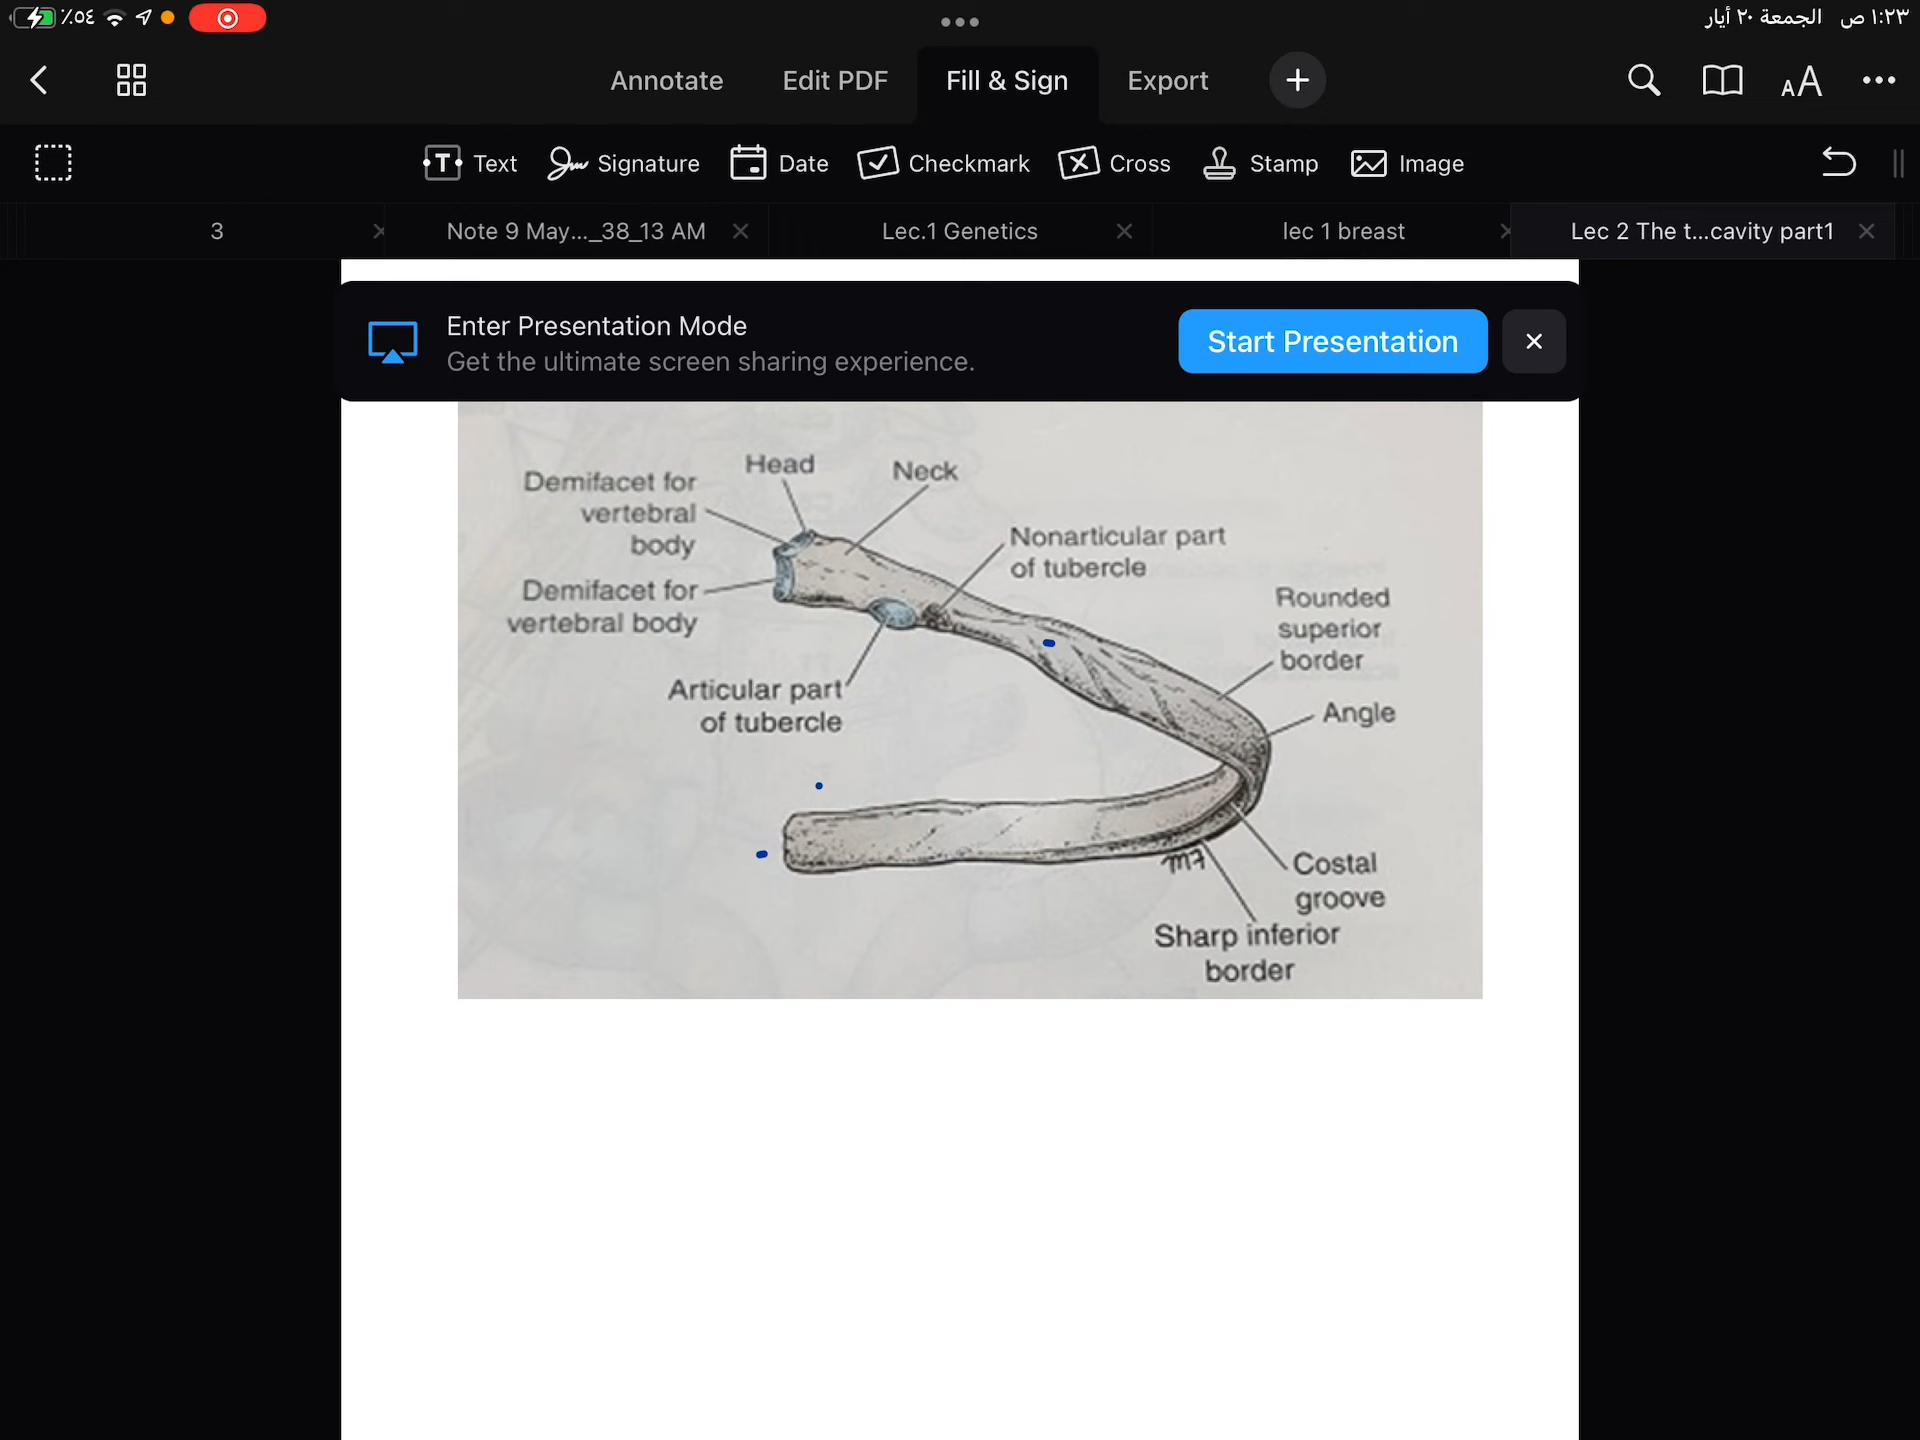 ٪٥٤
١:٢٣ ص الجمعة ٢٠ أيار
Annotate
Edit PDF
Fill & Sign
Export
Text
Signature
Date
Checkmark
Cross
Stamp
Image
3
Note 9 May..._38_13 AM
Lec.1 Genetics
lec 1 breast
Lec 2 The t...cavity part1
Enter Presentation Mode
Get the ultimate screen sharing experience.
Start Presentation
Demifacet for
vertebral
body
Head
Neck
Nonarticular part
of tubercle
Demifacet for
vertebral body
Rounded
superior
border
Articular part
of tubercle
Angle
Costal
groove
Sharp inferior
border